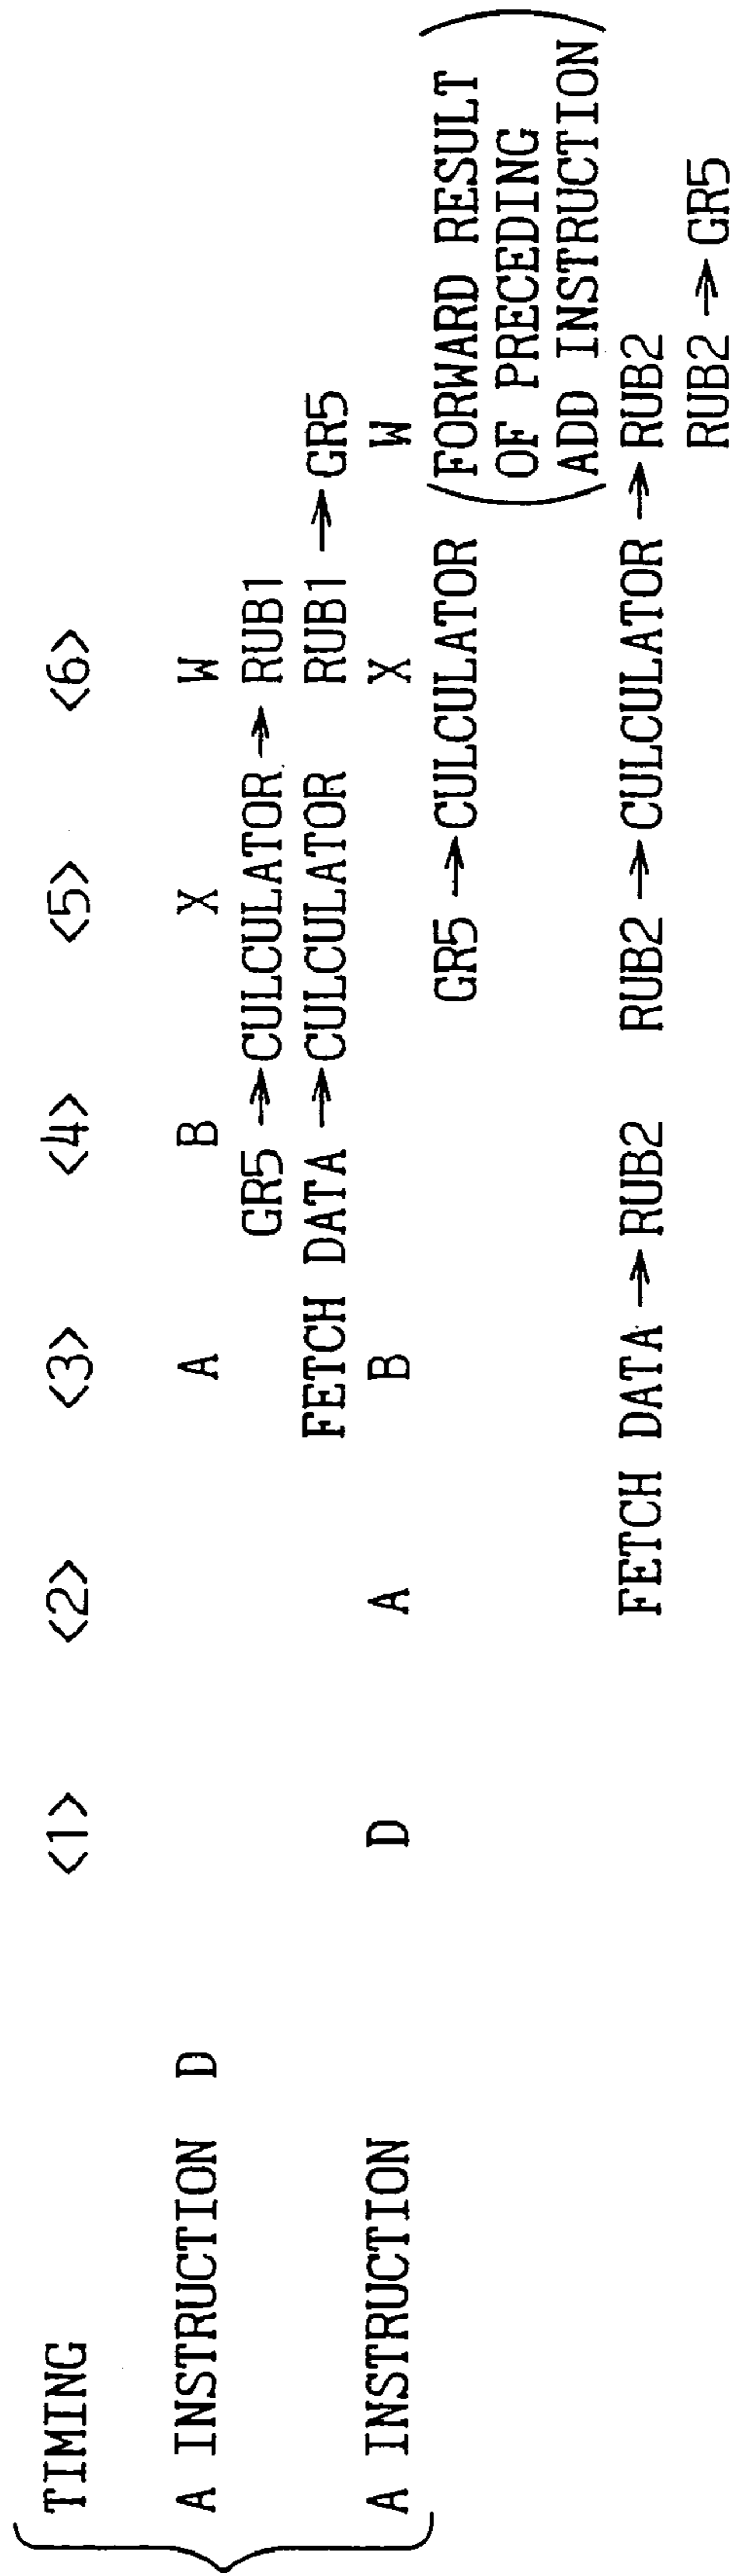 TIMING <1> <2> <3> <4> <5> <6>
A INSTRUCTION D A B X W
GR5 → CULCULATOR → RUB1
FETCH DATA → CULCULATOR RUB1 → GR5
A INSTRUCTION D A B X W
GR5 → CULCULATOR (FORWARD RESULT
OF PRECEDING
ADD INSTRUCTION)
FETCH DATA → RUB2 RUB2 → CULCULATOR → RUB2
RUB2 → GR5